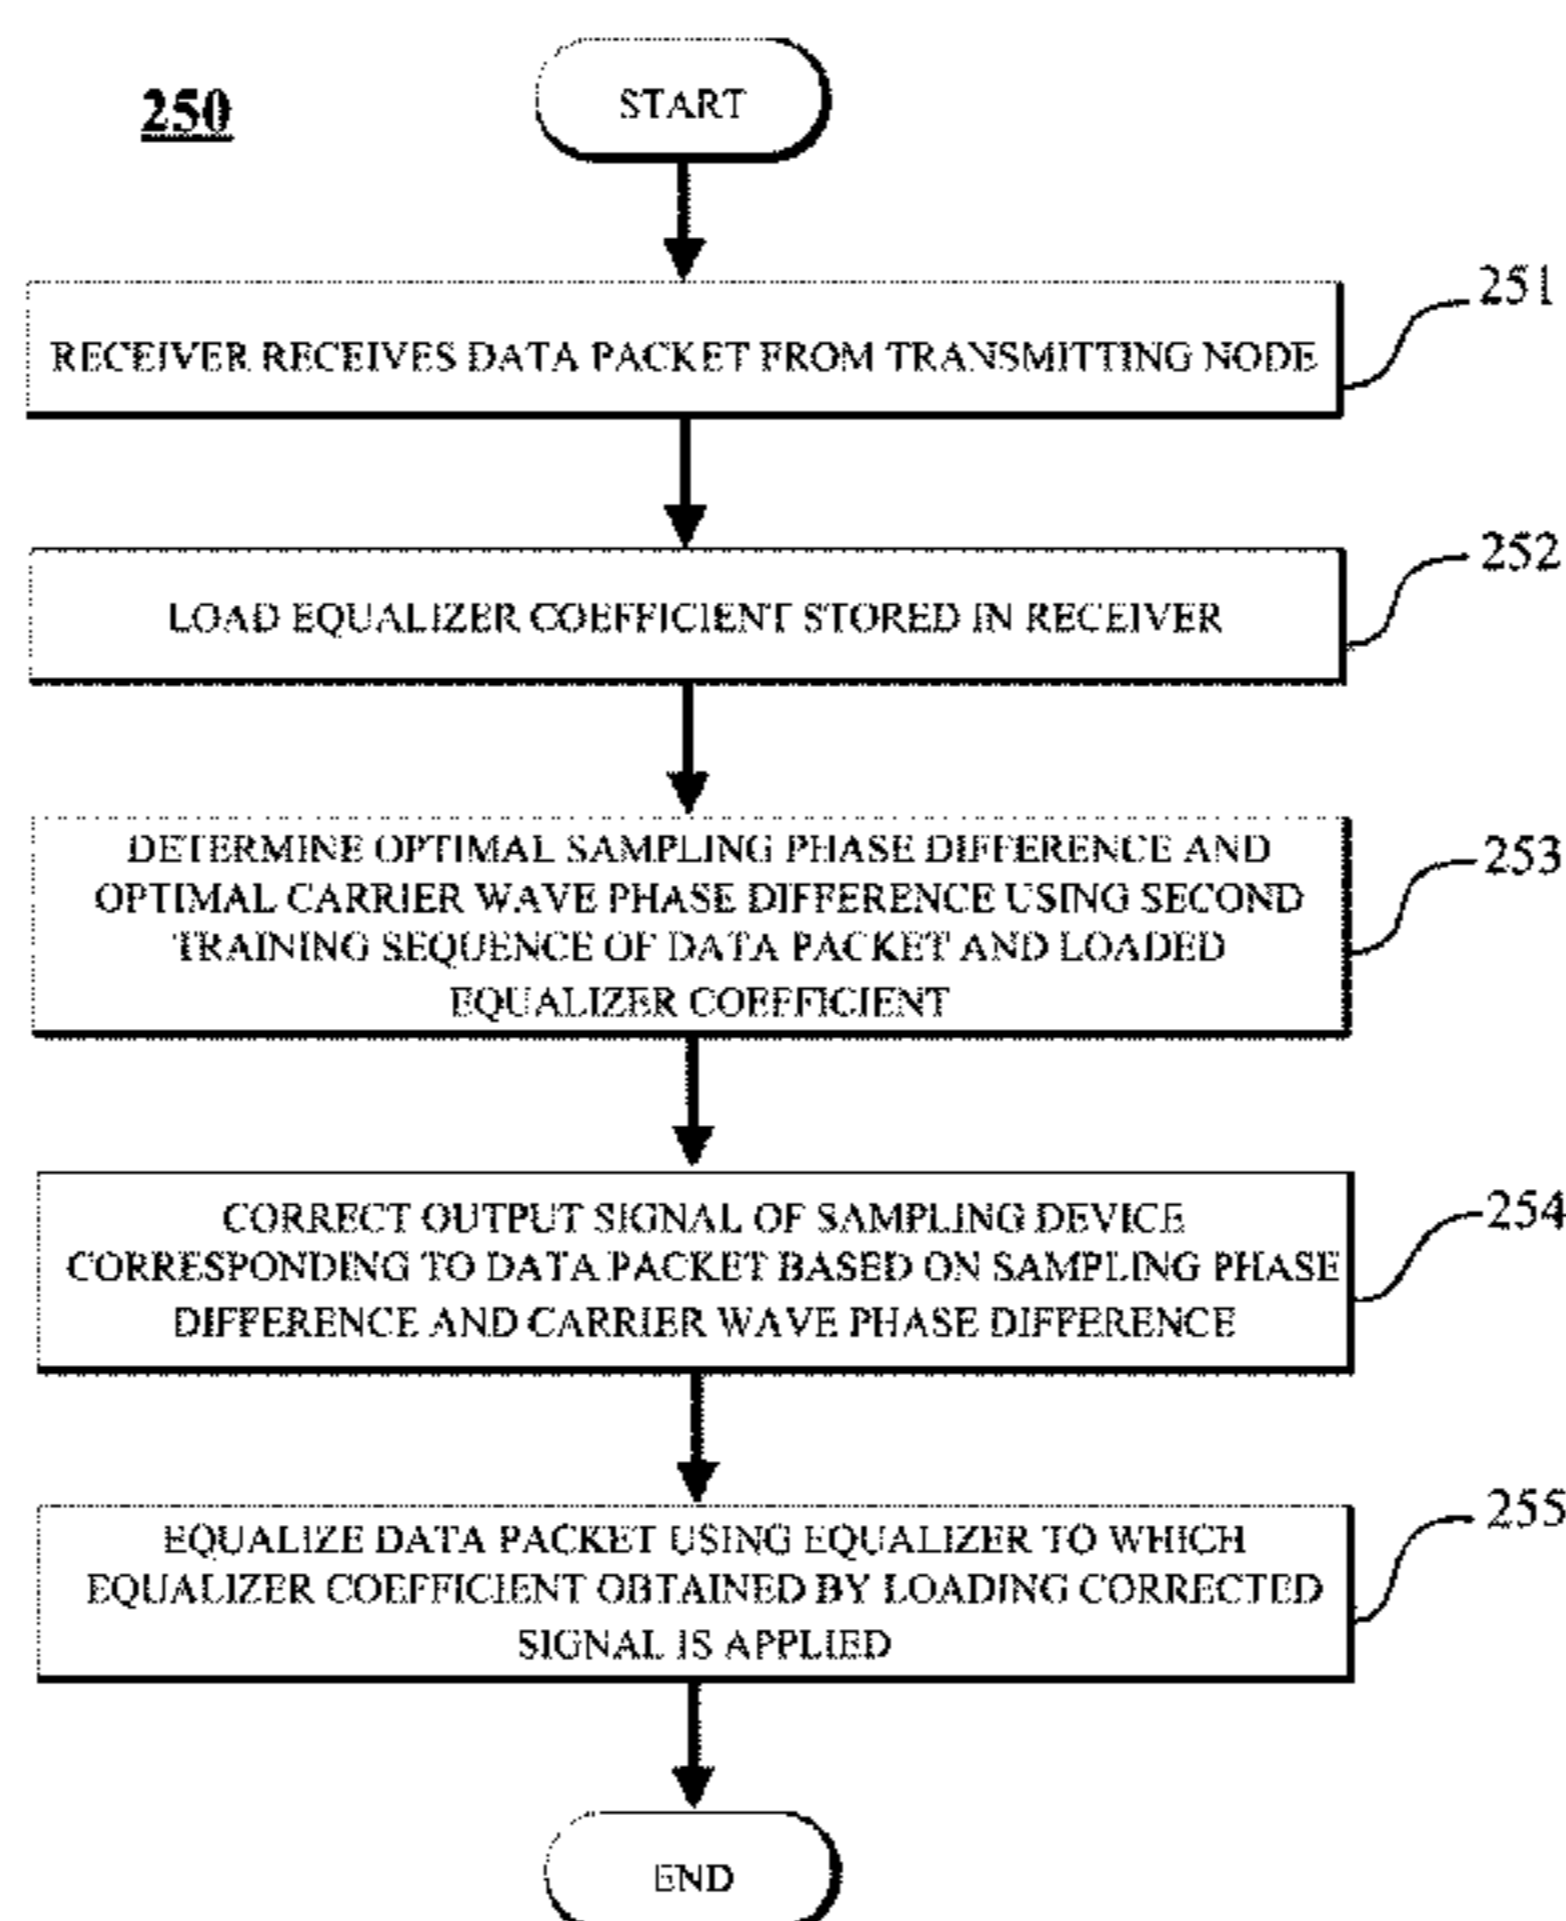 250
START
251
RECEIVER RECEIVES DATA PACKET FROM TRANSMITTING NODE
252
LOAD EQUALIZER COEFFICIENT STORED IN RECEIVER
253
DETERMINE OPTIMAL SAMPLING PHASE DIFFERENCE AND
OPTIMAL CARRIER WAVE PHASE DIFFERENCE USING SECOND
TRAINING SEQUENCE OF DATA PACKET AND LOADED
EQUALIZER COEFFICIENT
254
CORRECT OUTPUT SIGNAL OF SAMPLING DEVICE
CORRESPONDING TO DATA PACKET BASED ON SAMPLING PHASE
DIFFERENCE AND CARRIER WAVE PHASE DIFFERENCE
255
EQUALIZE DATA PACKET USING EQUALIZER TO WHICH
EQUALIZER COEFFICIENT OBTAINED BY LOADING CORRECTED
SIGNAL IS APPLIED
END